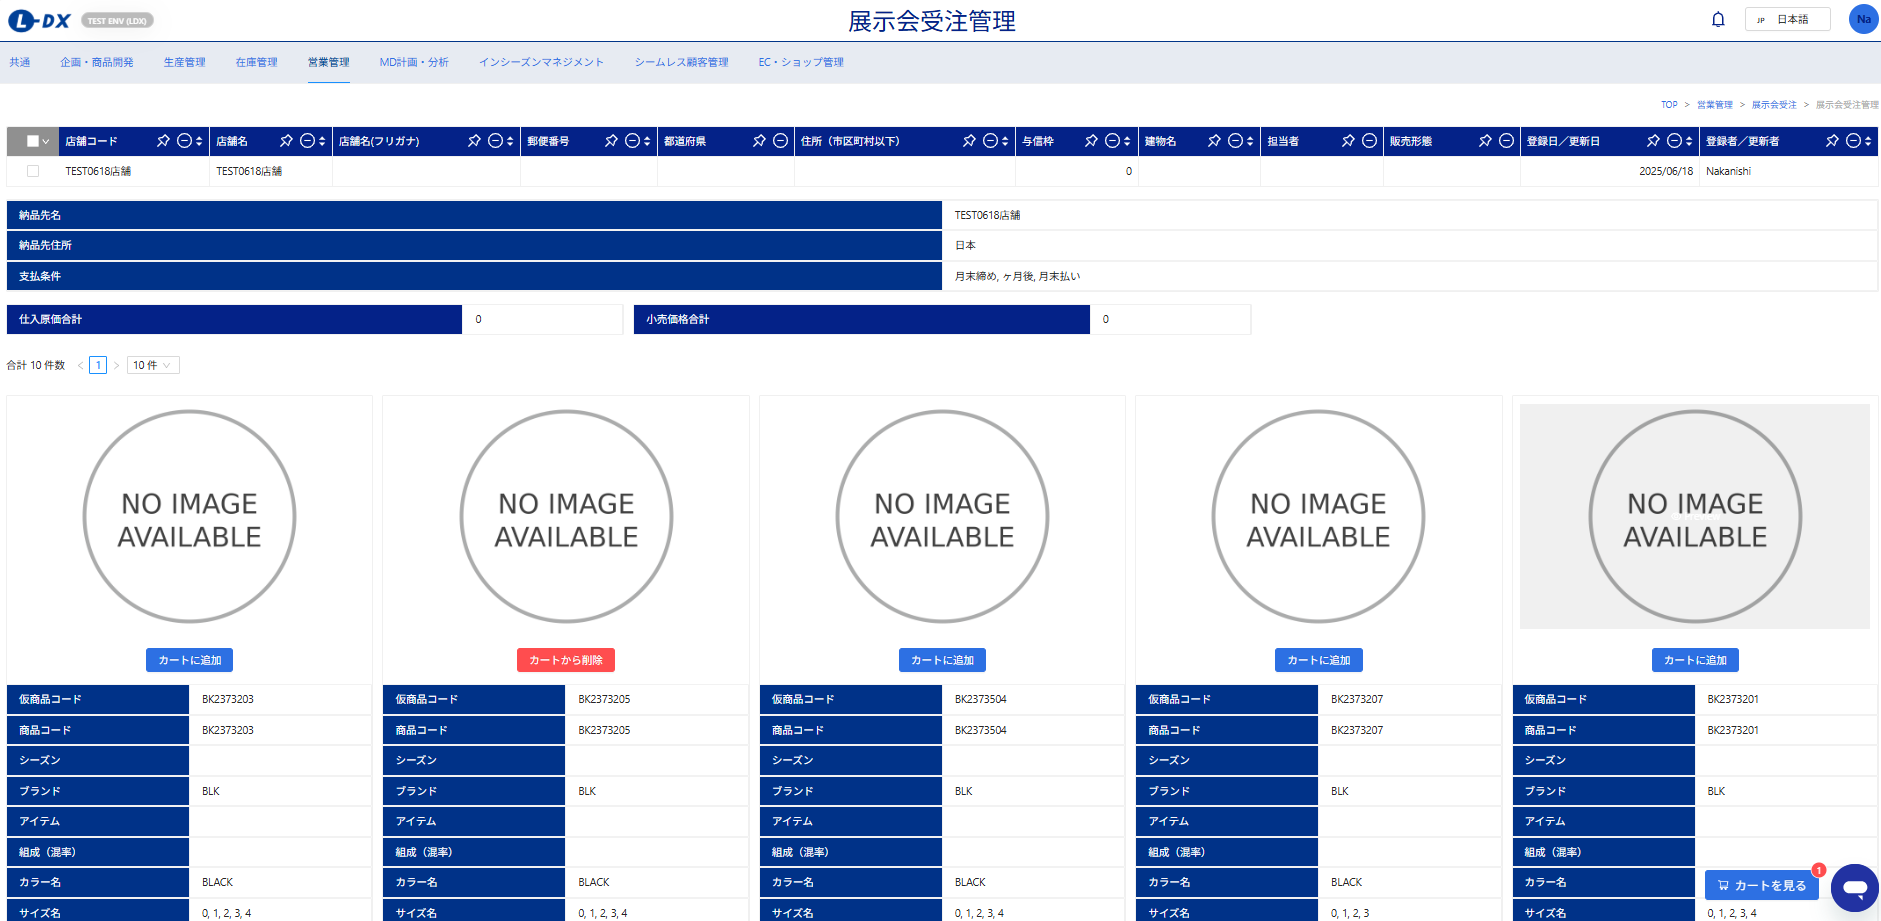 L-DX TEST ENV (LDX) 展示会受注管理 JP 日本語 Na
共通 企画・商品開発 生産管理 在庫管理 営業管理 MD計画・分析 インシーズンマネジメント シームレス顧客管理 EC・ショップ管理
TOP > 営業管理 > 展示会受注 > 展示会受注管理
店舗コード 店舗名 店舗名(フリガナ) 郵便番号 都道府県 住所（市区町村以下） 与信枠 建物名 担当者 販売形態 登録日／更新日 登録者／更新者
TEST0618店舗 TEST0618店舗 0 2025/06/18 Nakanishi
納品先名 TEST0618店舗
納品先住所 日本
支払条件 月末締め, ヶ月後, 月末払い
仕入原価合計 0 小売価格合計 0
合計 10 件数 < 1 > 10 件
NO IMAGE NO IMAGE NO IMAGE NO IMAGE NO IMAGE
AVAILABLE AVAILABLE AVAILABLE AVAILABLE AVAILABLE
カートに追加 カートから削除 カートに追加 カートに追加 カートに追加
仮商品コード BK2373203 仮商品コード BK2373205 仮商品コード BK2373504 仮商品コード BK2373207 仮商品コード BK2373201
商品コード BK2373203 商品コード BK2373205 商品コード BK2373504 商品コード BK2373207 商品コード BK2373201
シーズン シーズン シーズン シーズン シーズン
ブランド BLK ブランド BLK ブランド BLK ブランド BLK ブランド BLK
アイテム アイテム アイテム アイテム アイテム
組成（混率） 組成（混率） 組成（混率） 組成（混率） 組成（混率）
カラー名 BLACK カラー名 BLACK カラー名 BLACK カラー名 BLACK カラー名
カートを見る 1
サイズ名 0, 1, 2, 3, 4 サイズ名 0, 1, 2, 3, 4 サイズ名 0, 1, 2, 3, 4 サイズ名 0, 1, 2, 3 サイズ名 0, 1, 2, 3, 4